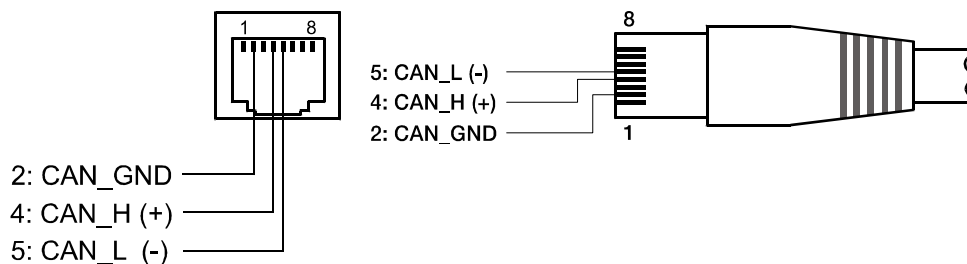 1 8
2: CAN_GND
4: CAN_H (+)
5: CAN_L (-)
8
5: CAN_L (-)
4: CAN_H (+)
2: CAN_GND
1